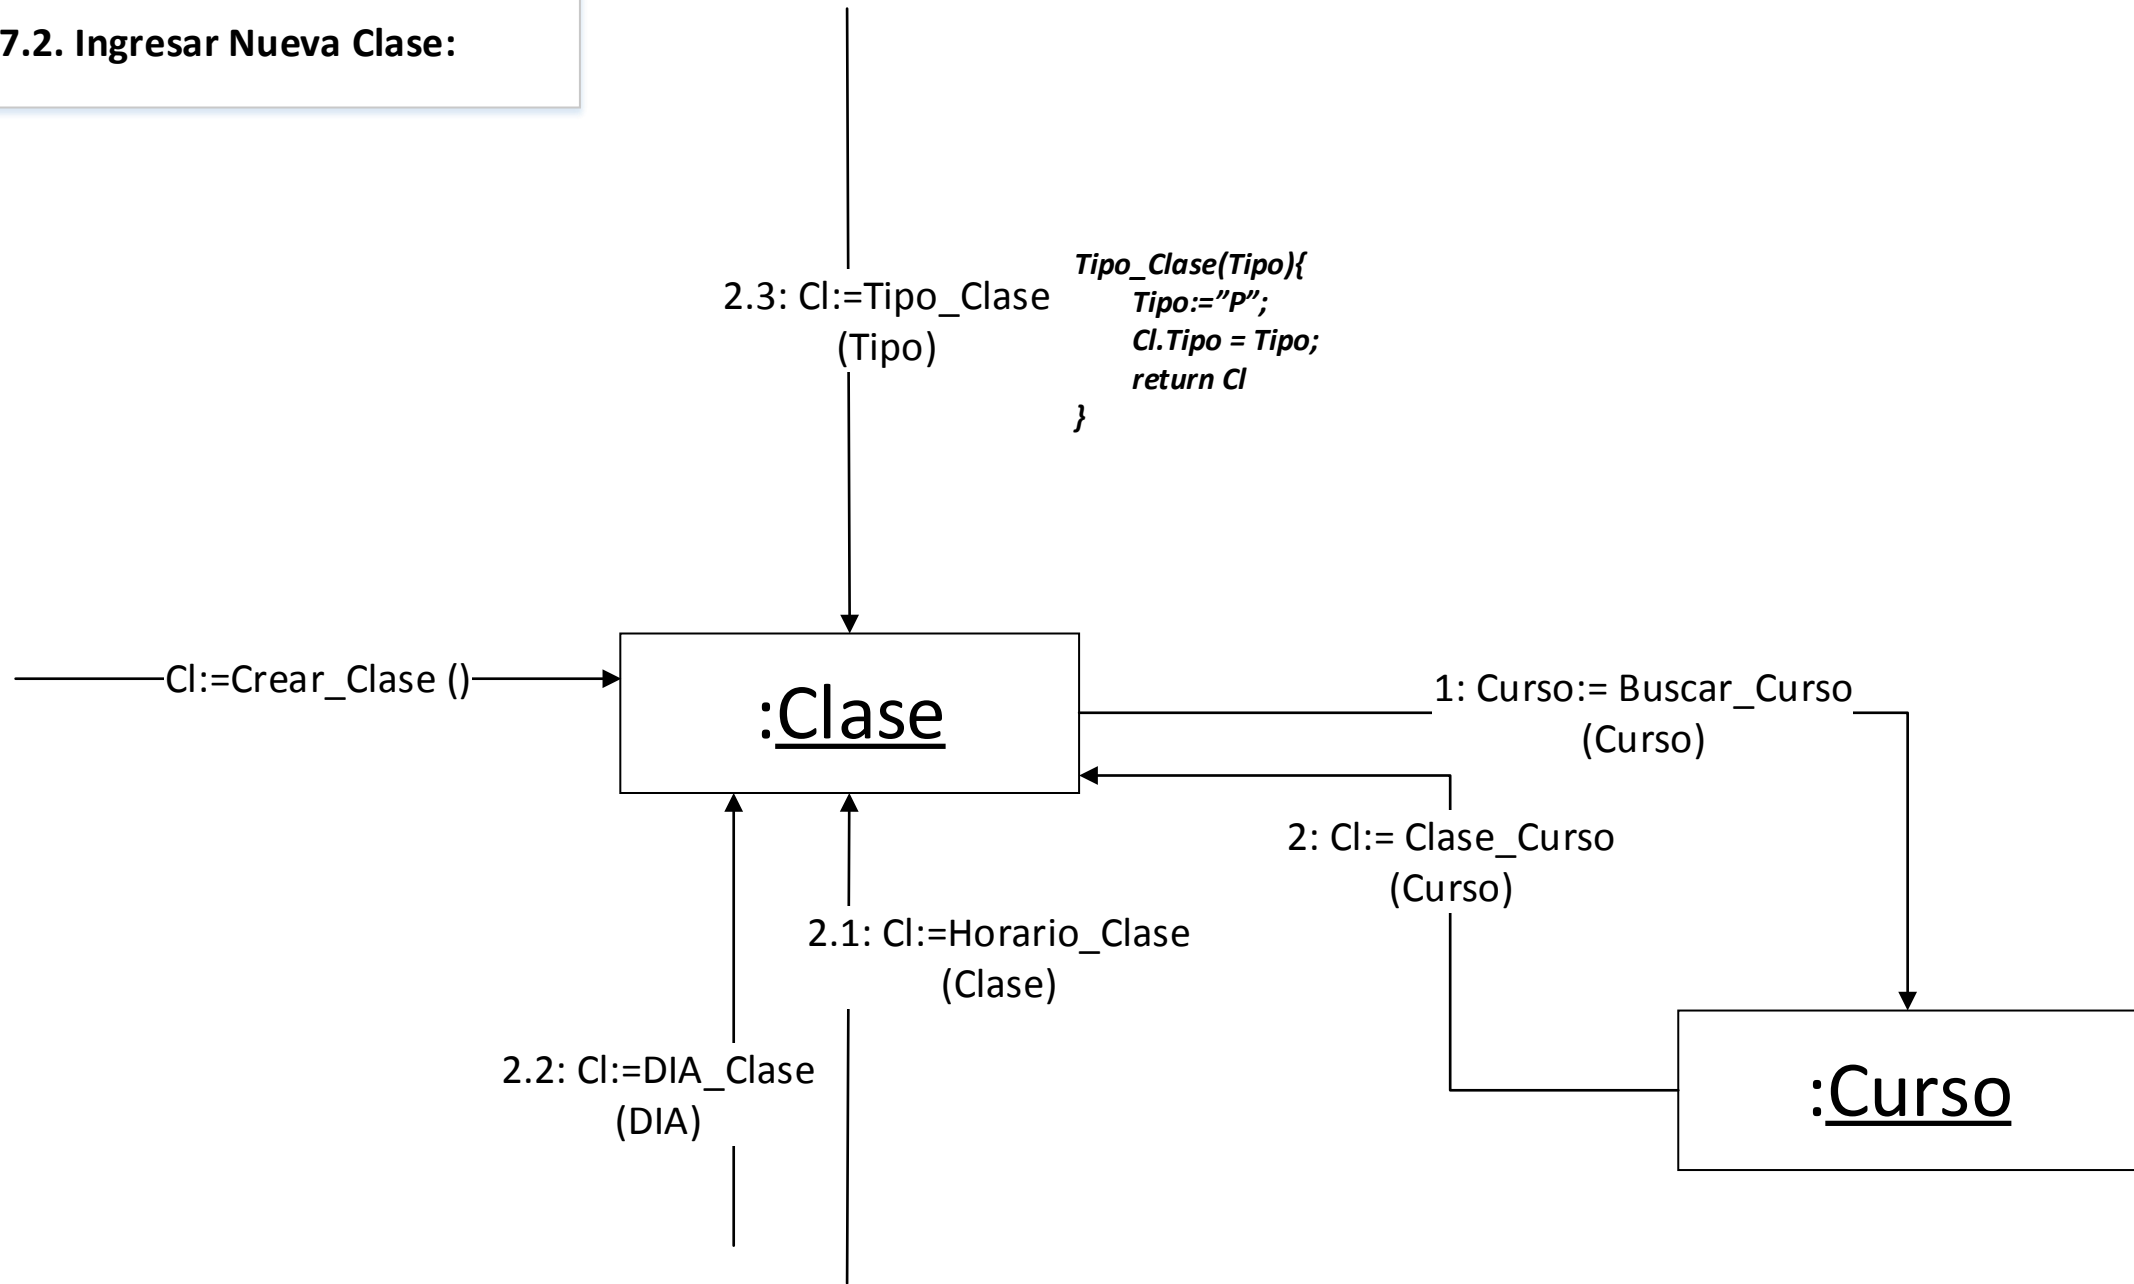 7.2. Ingresar Nueva Clase:
2.3: Cl:=Tipo_Clase
(Tipo)
Tipo_Clase(Tipo){
Tipo:=”P”;
Cl.Tipo = Tipo;
return Cl
}
Cl:=Crear_Clase ()
:Clase
1: Curso:= Buscar_Curso
(Curso)
2: Cl:= Clase_Curso
(Curso)
2.1: Cl:=Horario_Clase
(Clase)
2.2: Cl:=DIA_Clase
(DIA)
:Curso